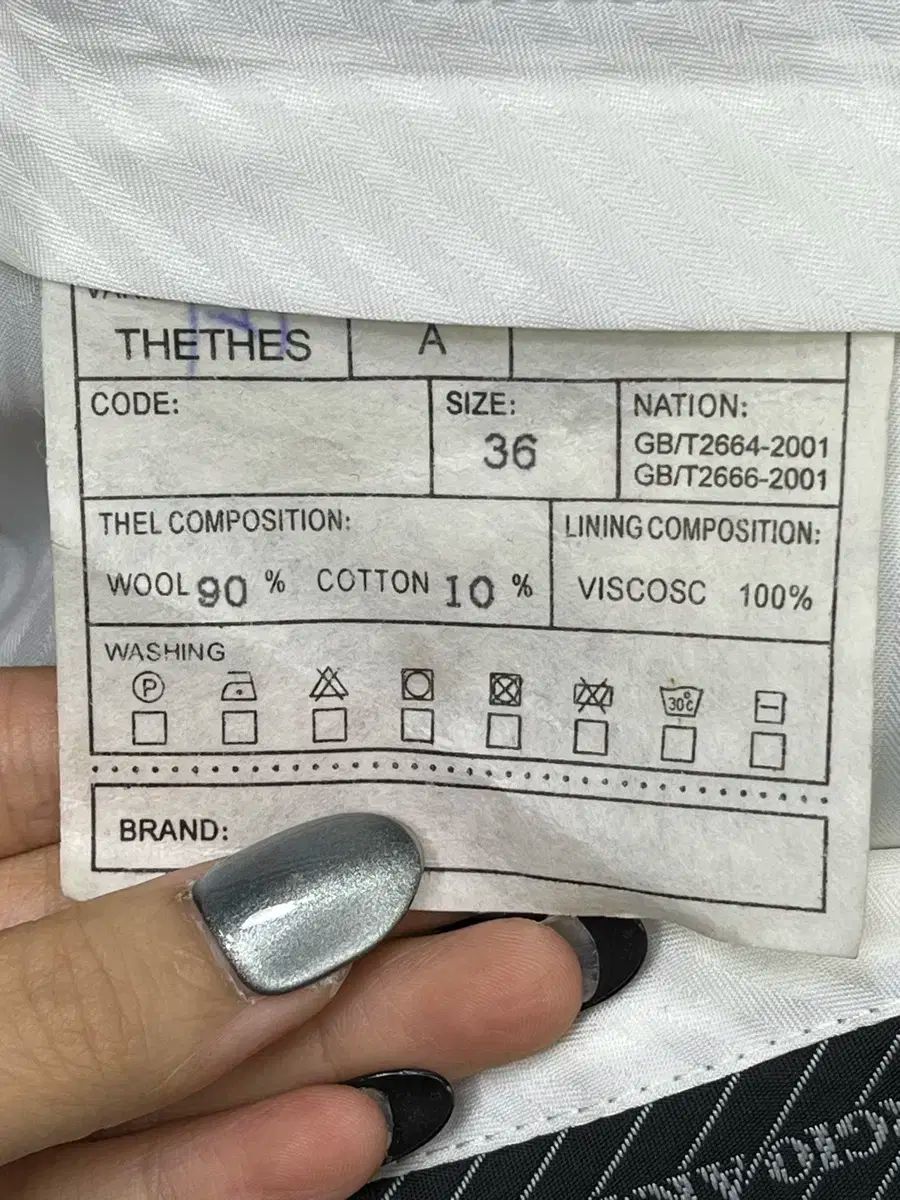 THETHES A
CODE: SIZE: NATION:
36 GB/T2664-2001
GB/T2666-2001
THEL COMPOSITION: LINING COMPOSITION:
WOOL 90 % COTTON 10 % VISCOSC 100%
WASHING
P 30°c
BRAND: